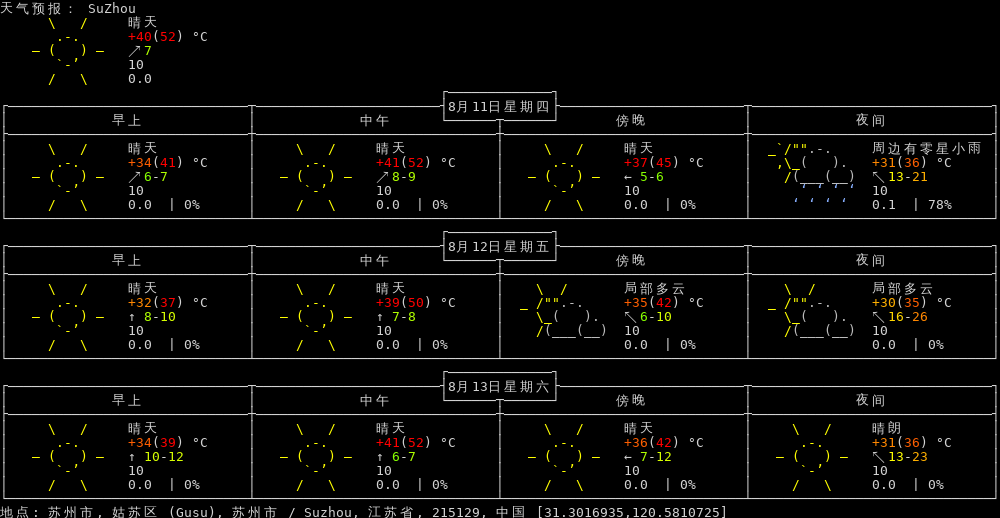 天气预报: SuZhou
晴天
+40(52) °C
↗7
10
0.0
8月11日星期四
早上 中午 傍晚 夜间
晴天 晴天 晴天 周边有零星小雨
+34(41) °C +41(52) °C +37(45) °C +31(36) °C
↗6-7 ↗8-9 ← 5-6 ↖13-21
10 10 10 10
0.0 | 0% 0.0 | 0% 0.0 | 0% 0.1 | 78%
8月12日星期五
早上 中午 傍晚 夜间
晴天 晴天 局部多云 局部多云
+32(37) °C +39(50) °C +35(42) °C +30(35) °C
↑ 8-10 ↑ 7-8 ↖6-10 ↖16-26
10 10 10 10
0.0 | 0% 0.0 | 0% 0.0 | 0% 0.0 | 0%
8月13日星期六
早上 中午 傍晚 夜间
晴天 晴天 晴天 晴朗
+34(39) °C +41(52) °C +36(42) °C +31(36) °C
↑ 10-12 ↑ 6-7 ← 7-12 ↖13-23
10 10 10 10
0.0 | 0% 0.0 | 0% 0.0 | 0% 0.0 | 0%
地点: 苏州市, 姑苏区 (Gusu), 苏州市 / Suzhou, 江苏省, 215129, 中国 [31.3016935,120.5810725]